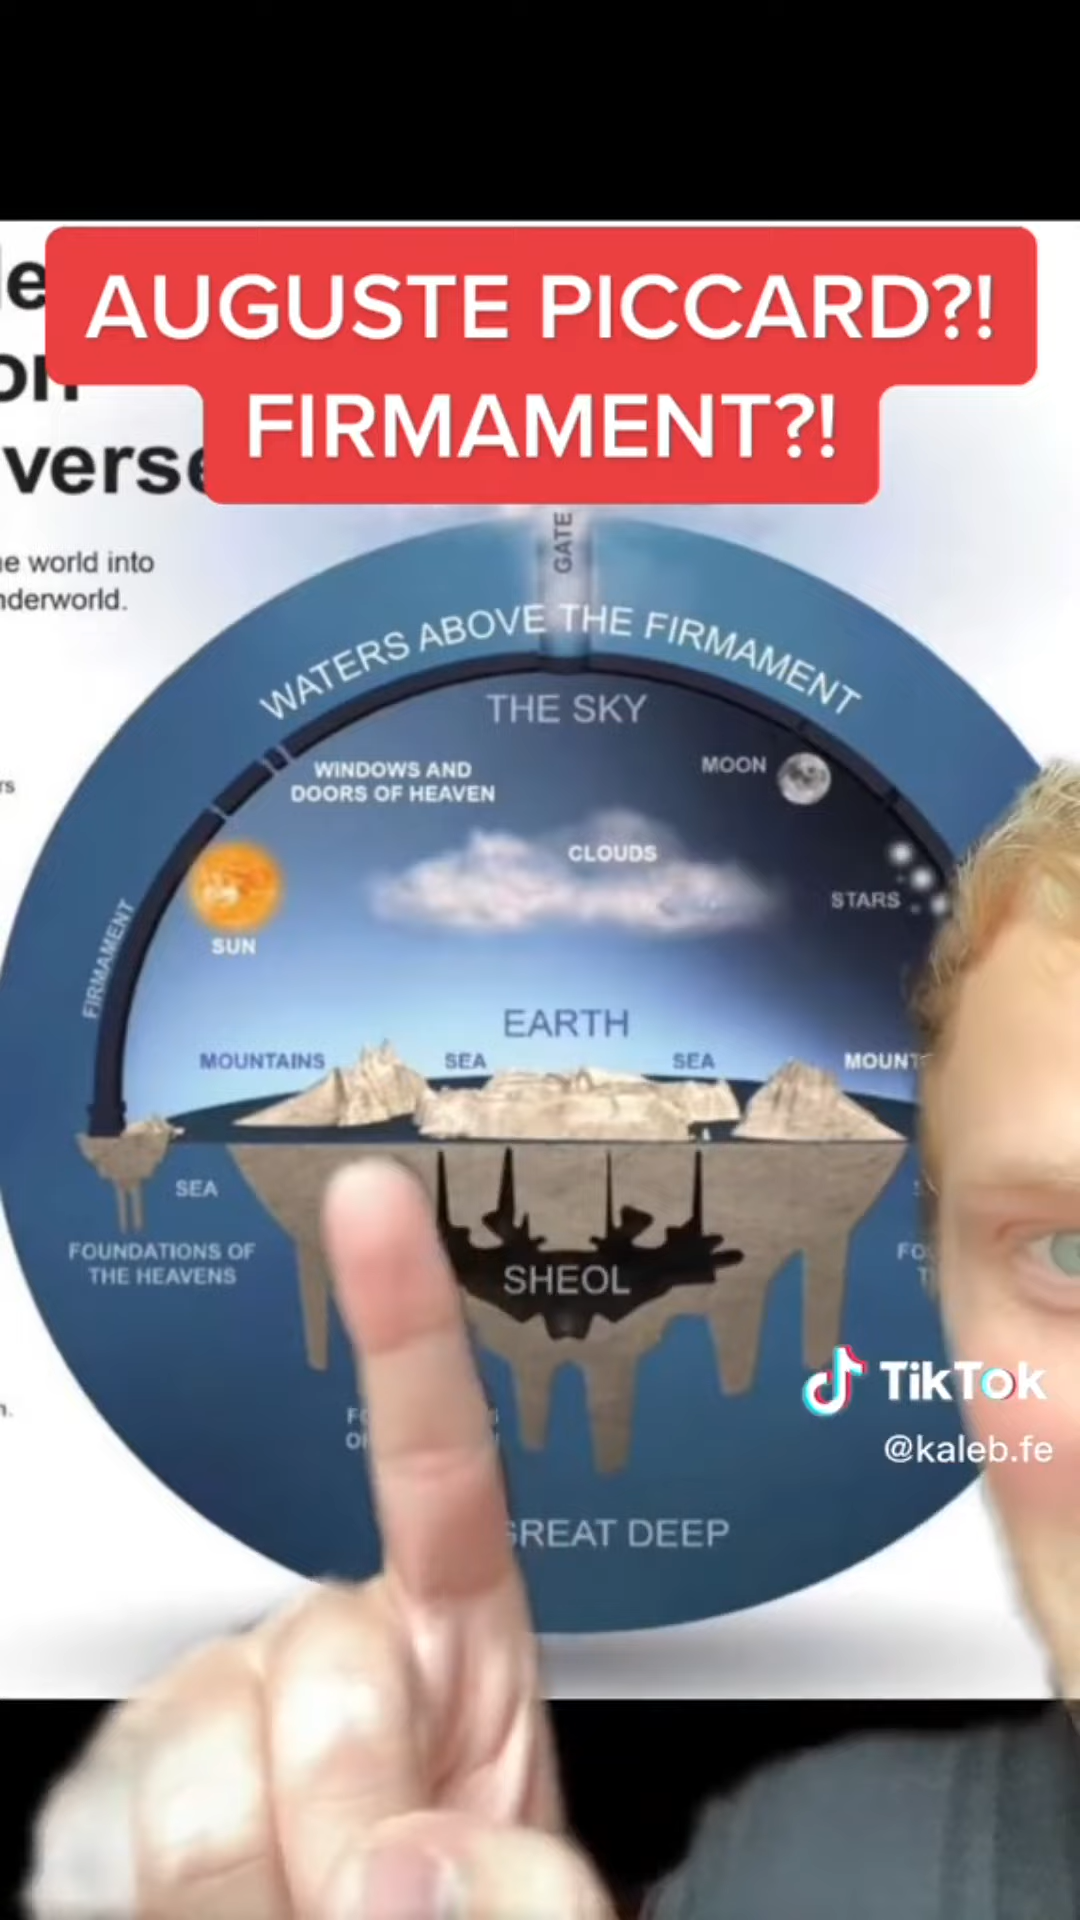 AUGUSTE PICCARD?!
FIRMAMENT?!
verse
e world into
nderworld.
GATE
WATERS ABOVE THE FIRMAMENT
THE SKY
WINDOWS AND
DOORS OF HEAVEN
MOON
CLOUDS
STARS
SUN
FIRMAMENT
EARTH
MOUNTAINS
SEA
SEA
MOUNT
SEA
FOUNDATIONS OF
THE HEAVENS
SHEOL
TikTok
@kaleb.fe
GREAT DEEP